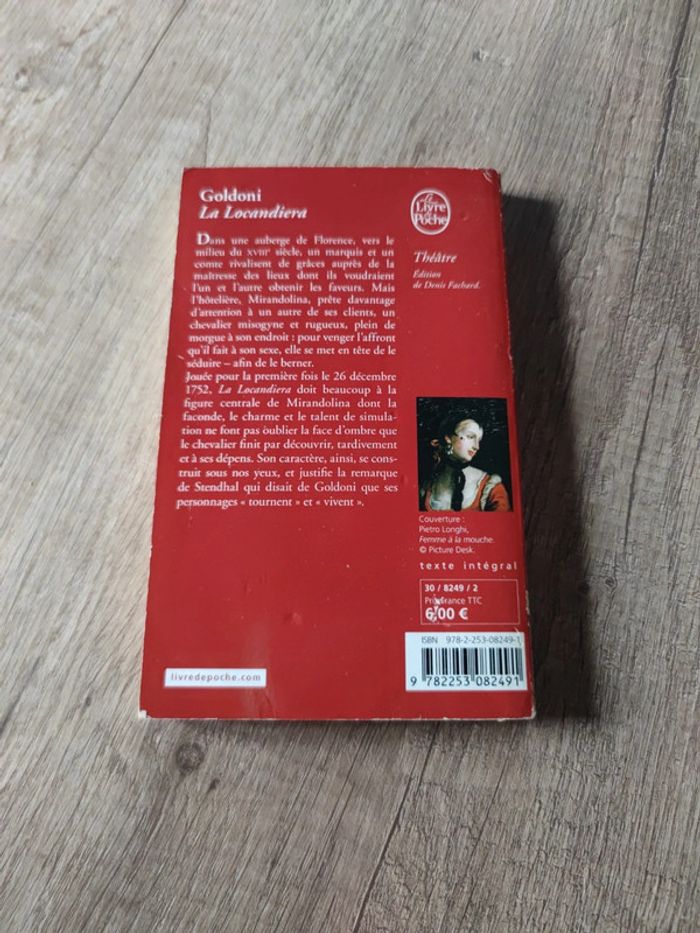 Goldoni
La Locandiera
Dans une auberge de Florence, vers le
milieu du XVIIIe siècle, un marquis et un
comte rivalisent de grâces auprès de la
maîtresse des lieux dont ils voudraient
l'un et l'autre obtenir les faveurs. Mais
l'hôtelière, Mirandolina, prête davantage
d'attention à un autre de ses clients, un
chevalier misogyne et rugueux, plein de
morgue à son endroit : pour venger l'affront
qu'il fait à son sexe, elle se met en tête de le
séduire – afin de le berner.
Jouée pour la première fois le 26 décembre
1752, La Locandiera doit beaucoup à la
figure centrale de Mirandolina dont la
faconde, le charme et le talent de simula-
tion ne font pas oublier la face d'ombre que
le chevalier finit par découvrir, tardivement
et à ses dépens. Son caractère, ainsi, se cons-
truit sous nos yeux, et justifie la remarque
de Stendhal qui disait de Goldoni que ses
personnages « tournent » et « vivent ».
livredepoche.com
Le
Livre
de
Poche
Théâtre
Édition
de Denis Fachard.
Couverture :
Pietro Longhi,
Femme à la mouche.
© Picture Desk.
texte intégral
30 / 8249 / 2
Prix France TTC
6,00 €
ISBN 978-2-253-08249-1
9 782253 082491